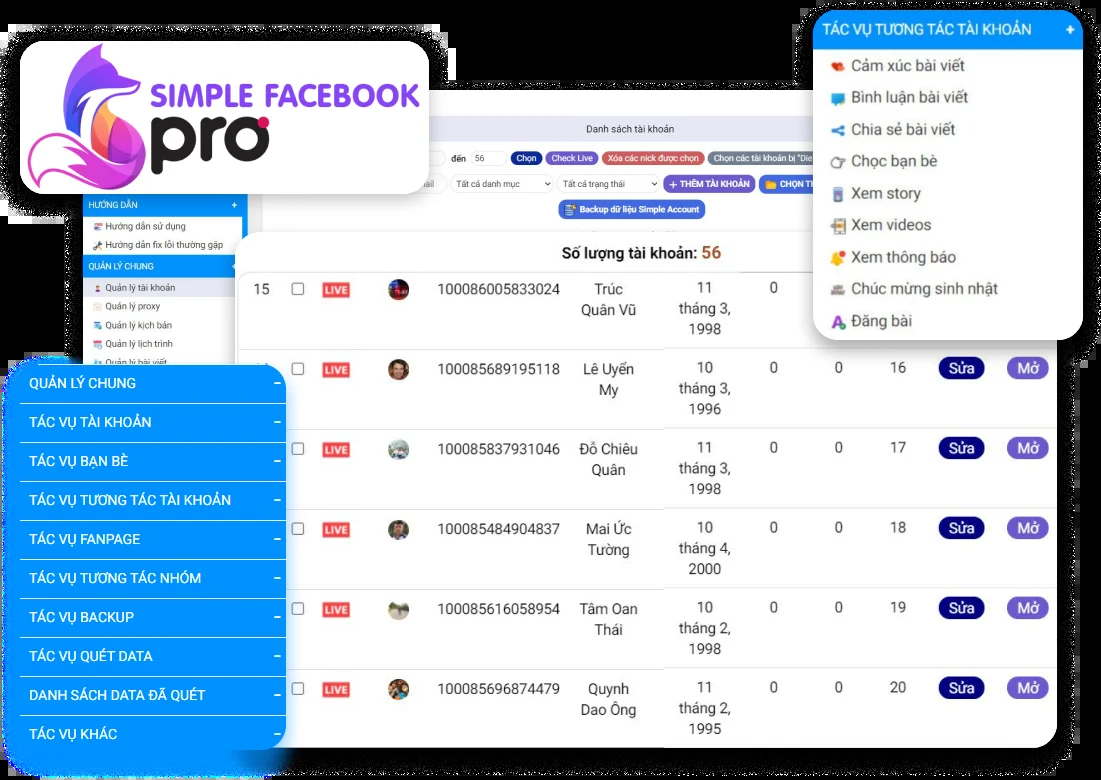 SIMPLE FACEBOOK
pro
Danh sách tài khoản
đến 56 Chọn Check Live Xóa các nick được chọn Chọn các tài khoản bị "Die
Tất cả danh mục Tất cả trạng thái + THÊM TÀI KHOẢN
Backup dữ liệu Simple Account
TÁC VỤ TƯƠNG TÁC TÀI KHOẢN +
Cảm xúc bài viết
Bình luận bài viết
Chia sẻ bài viết
Chọc bạn bè
Xem story
Xem videos
Xem thông báo
Chúc mừng sinh nhật
Đăng bài
HƯỚNG DẪN +
Hướng dẫn sử dụng
Hướng dẫn fix lỗi thường gặp
QUẢN LÝ CHUNG
Quản lý tài khoản
Quản lý proxy
Quản lý kịch bản
Quản lý lịch trình
Quản lý bài viết
QUẢN LÝ CHUNG –
TÁC VỤ TÀI KHOẢN –
TÁC VỤ BẠN BÈ –
TÁC VỤ TƯƠNG TÁC TÀI KHOẢN –
TÁC VỤ FANPAGE –
TÁC VỤ TƯƠNG TÁC NHÓM –
TÁC VỤ BACKUP –
TÁC VỤ QUÉT DATA –
DANH SÁCH DATA ĐÃ QUÉT –
TÁC VỤ KHÁC –
Số lượng tài khoản: 56
15 LIVE 100086005833024 Trúc 11 0
Quân Vũ tháng 3,
1998
LIVE 100085689195118 Lê Uyển 10 0 0 16 Sửa Mở
My tháng 3,
1996
LIVE 100085837931046 Đỗ Chiêu 11 0 0 17 Sửa Mở
Quân tháng 3,
1998
LIVE 100085484904837 Mai Ức 10 0 0 18 Sửa Mở
Tường tháng 4,
2000
LIVE 100085616058954 Tâm Oan 10 0 0 19 Sửa Mở
Thái tháng 2,
1998
LIVE 100085696874479 Quynh 11 0 0 20 Sửa Mở
Dao Ông tháng 2,
1995